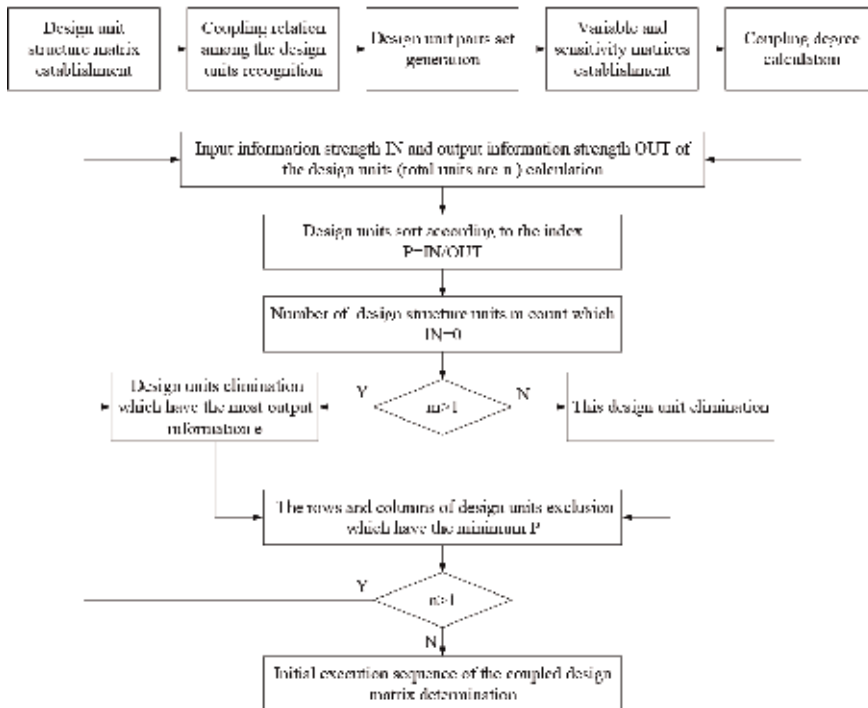 Design unit
structure matrix
establishment
Coupling relation
among the design
units recognition
Design unit pairs set
generation
Variable and
sensitivity matrices
establishment
Coupling degree
calculation
Input information strength IN and output information strength OUT of
the design units (total units are n ) calculation
Design units sort according to the index
P=IN/OUT
Number of design structure units m count which
IN=0
Design units elimination
which have the most output
information e
Y
m>1
N
This design unit elimination
The rows and columns of design units exclusion
which have the minimum P
Y
n>1
N
Initial execution sequence of the coupled design
matrix determination